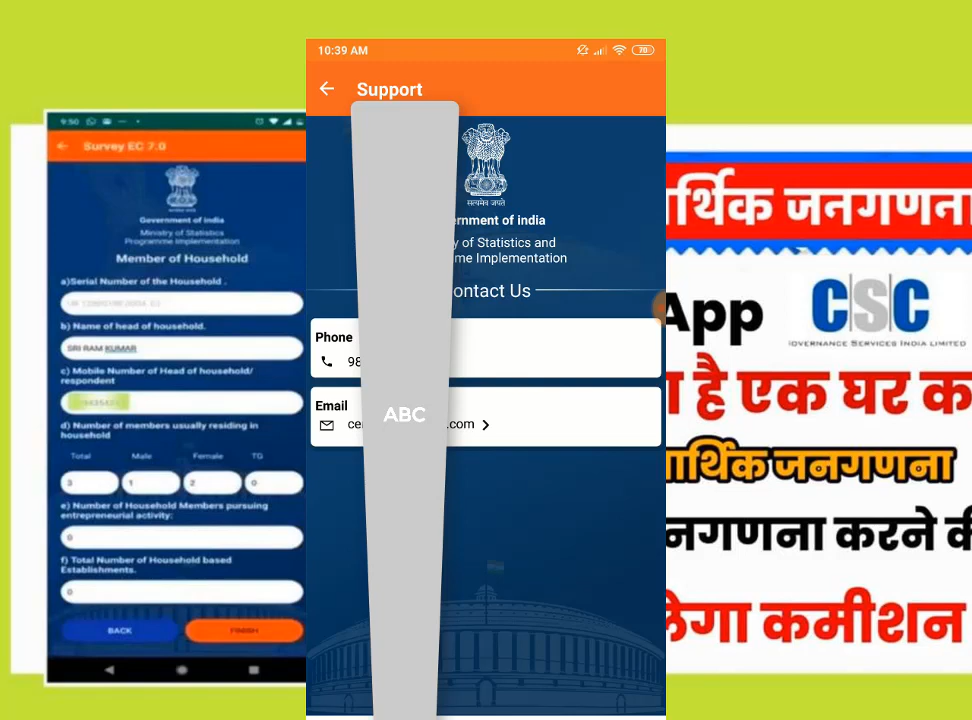 9:50
Survey EC 7.0
Government of India
Ministry of Statistics
Programme Implementation
Member of Household
a)Serial Number of the Household .
b) Name of head of household.
SRI RAM KUMAR
c) Mobile Number of Head of household/
respondent
d) Number of members usually residing in
household
Total Male Female TG
3 1 2 0
e) Number of Household Members pursuing
entrepreneurial activity:
0
f) Total Number of Household based
Establishments.
0
BACK FINISH
10:39 AM 70
Support
सत्यमेव जयते
ernment of india
y of Statistics and
me Implementation
ontact Us
Phone
98
Email
ce .com
ABC
र्थिक जनगणना
App CSC
GOVERNANCE SERVICES INDIA LIMITED
है एक घर क
र्थिक जनगणना
नगणना करने की
कमीशन